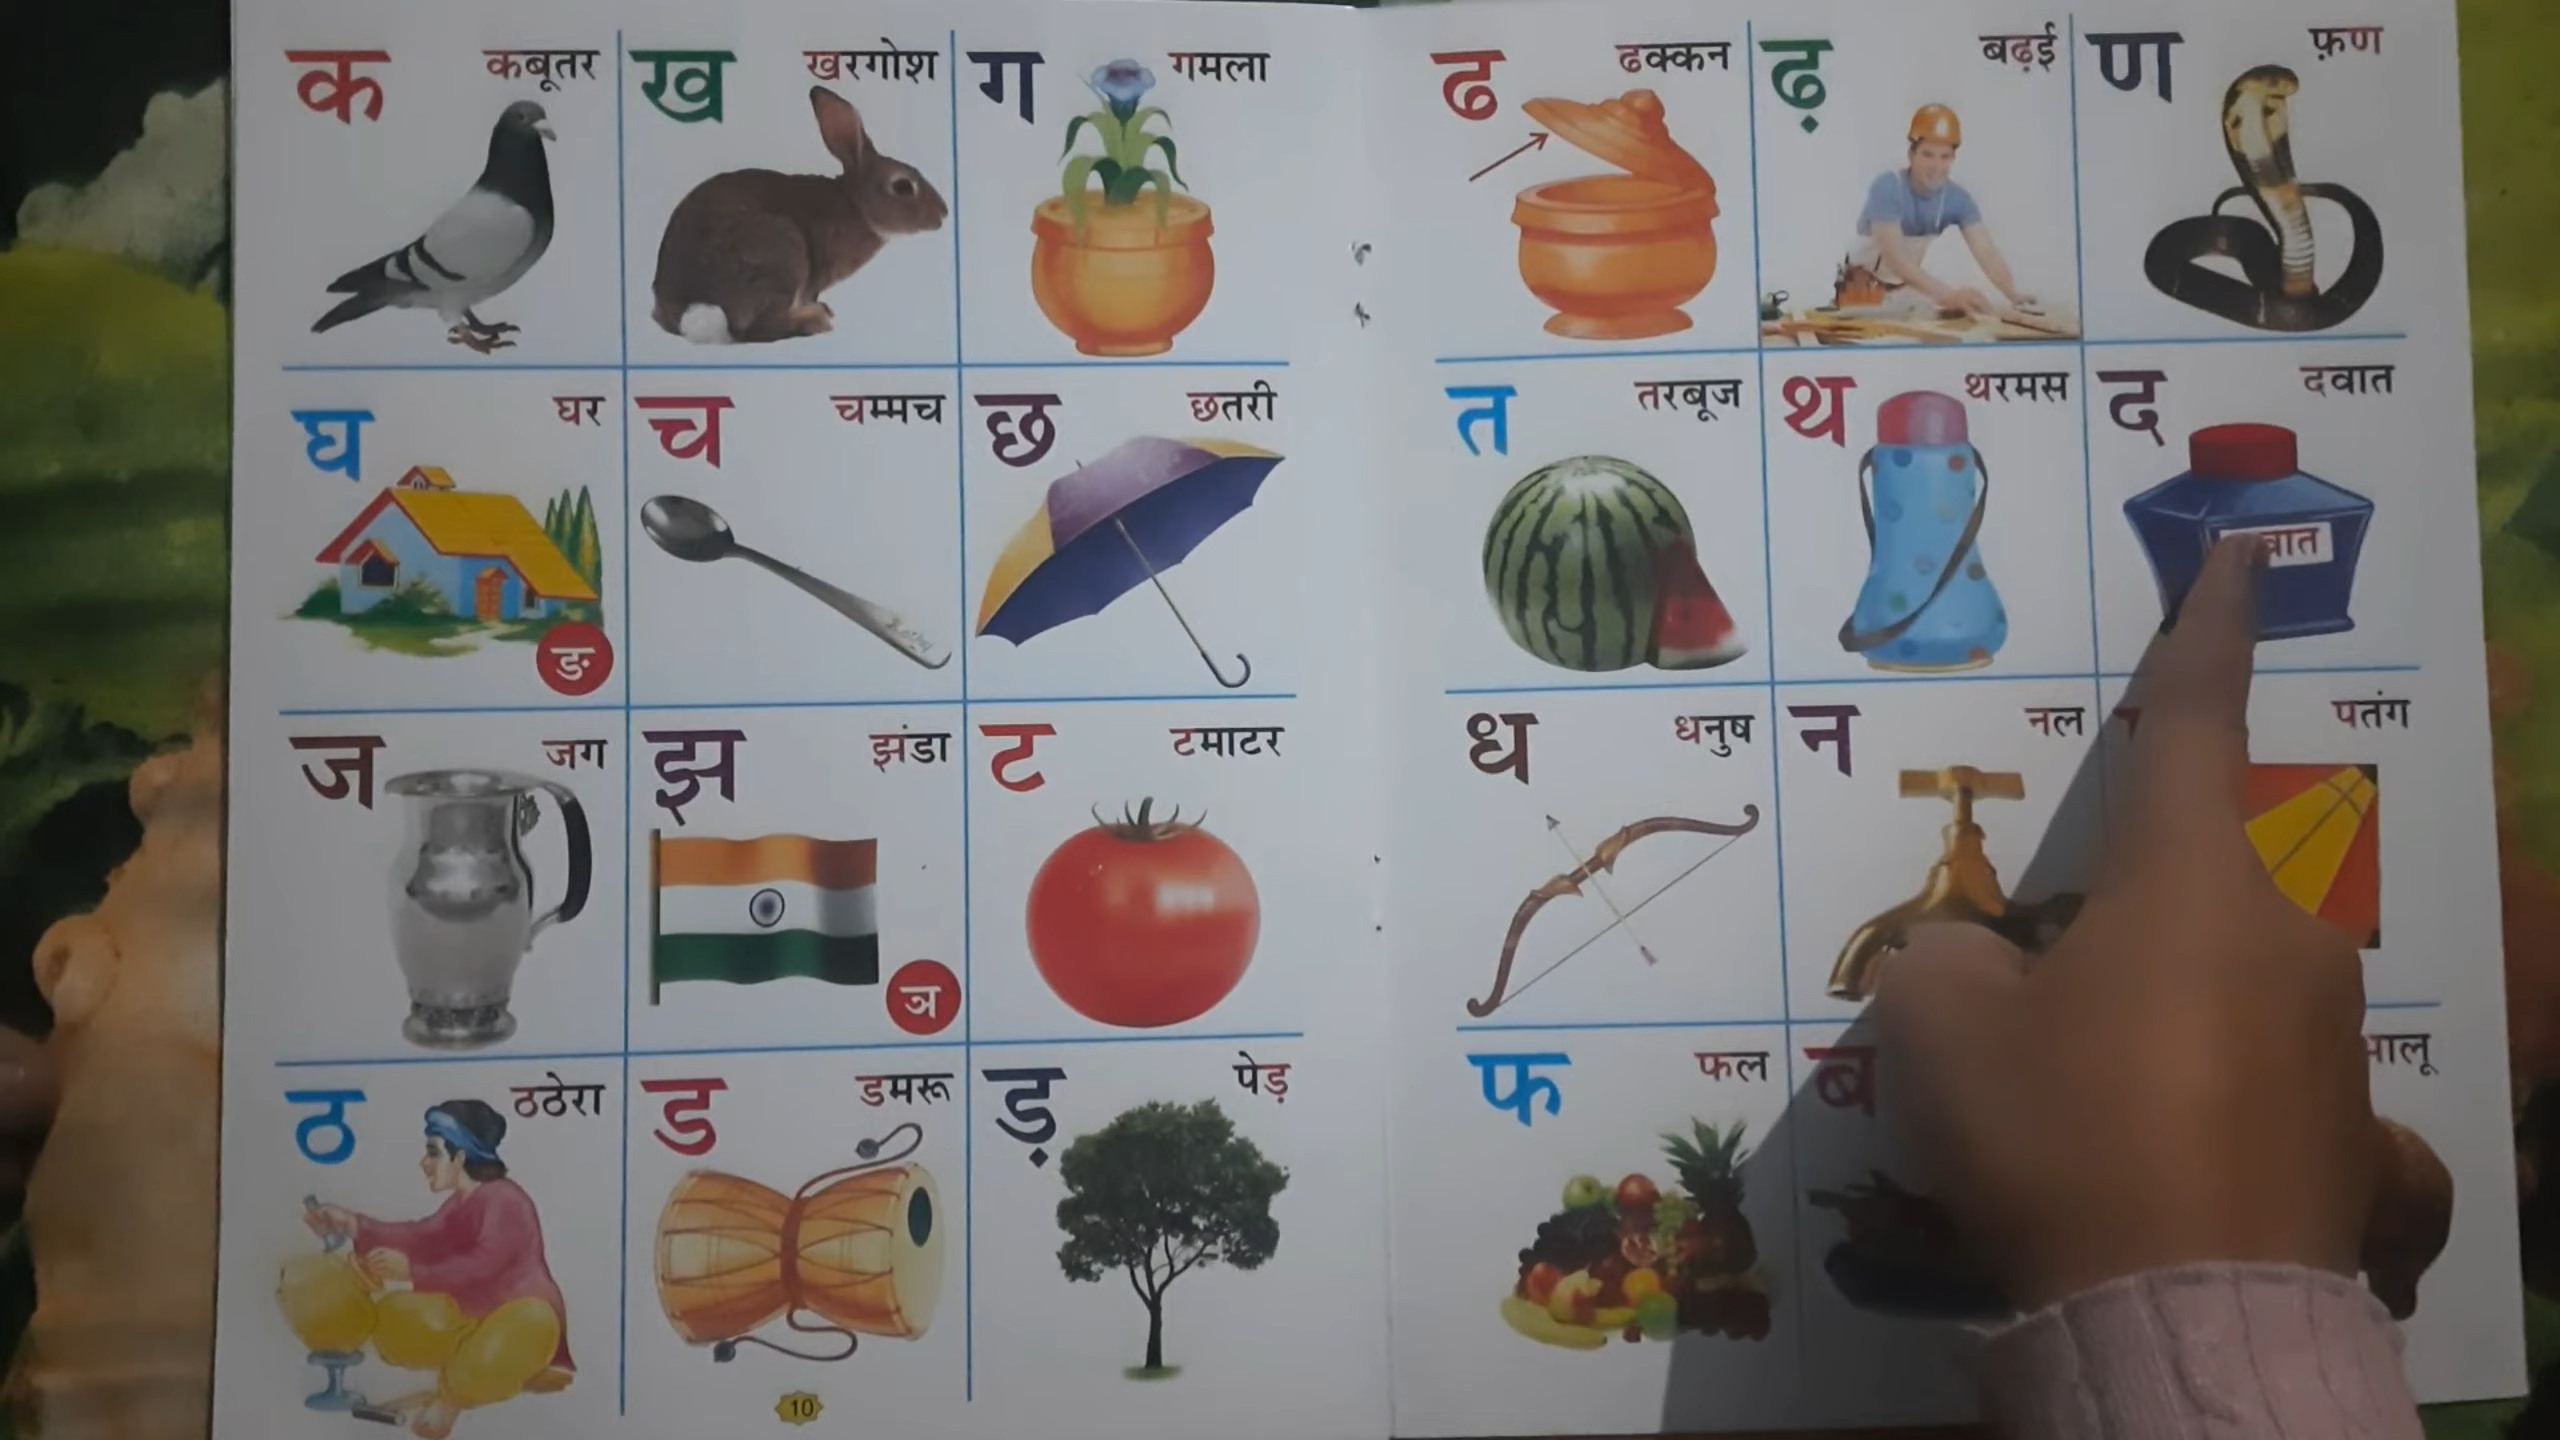 क कबूतर
ख खरगोश
ग गमला
घ घर
ङ
च चम्मच
छ छतरी
ज जग
झ झंडा
ञ
ट टमाटर
ठ ठठेरा
ड डमरू
ड़ पेड़
10
ढ ढक्कन
ढ़ बढ़ई
ण फ़ण
त तरबूज
थ थरमस
द दवात
ध धनुष
न नल
पतंग
फ फल
ब